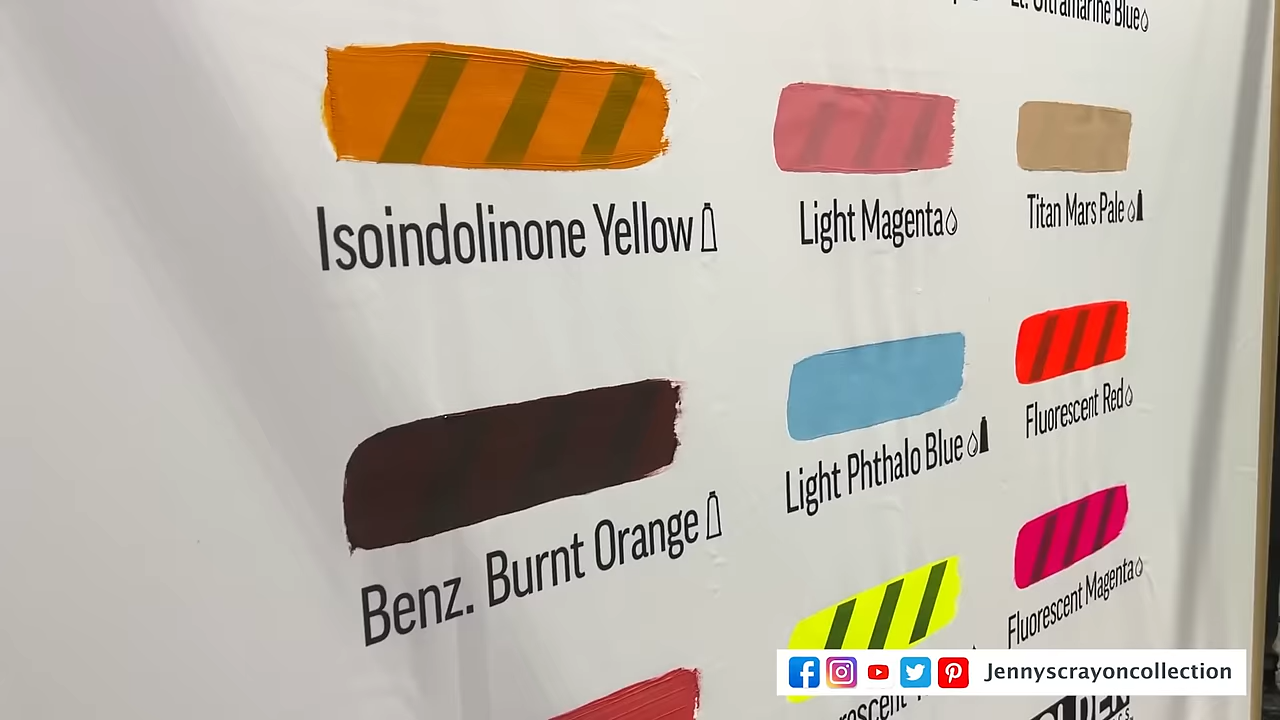 Lt. Ultramarine Blue
Isoindolinone Yellow
Light Magenta
Titan Mars Pale
Benz. Burnt Orange
Light Phthalo Blue
Fluorescent Red
Fluorescent Magenta
Jennyscrayoncollection